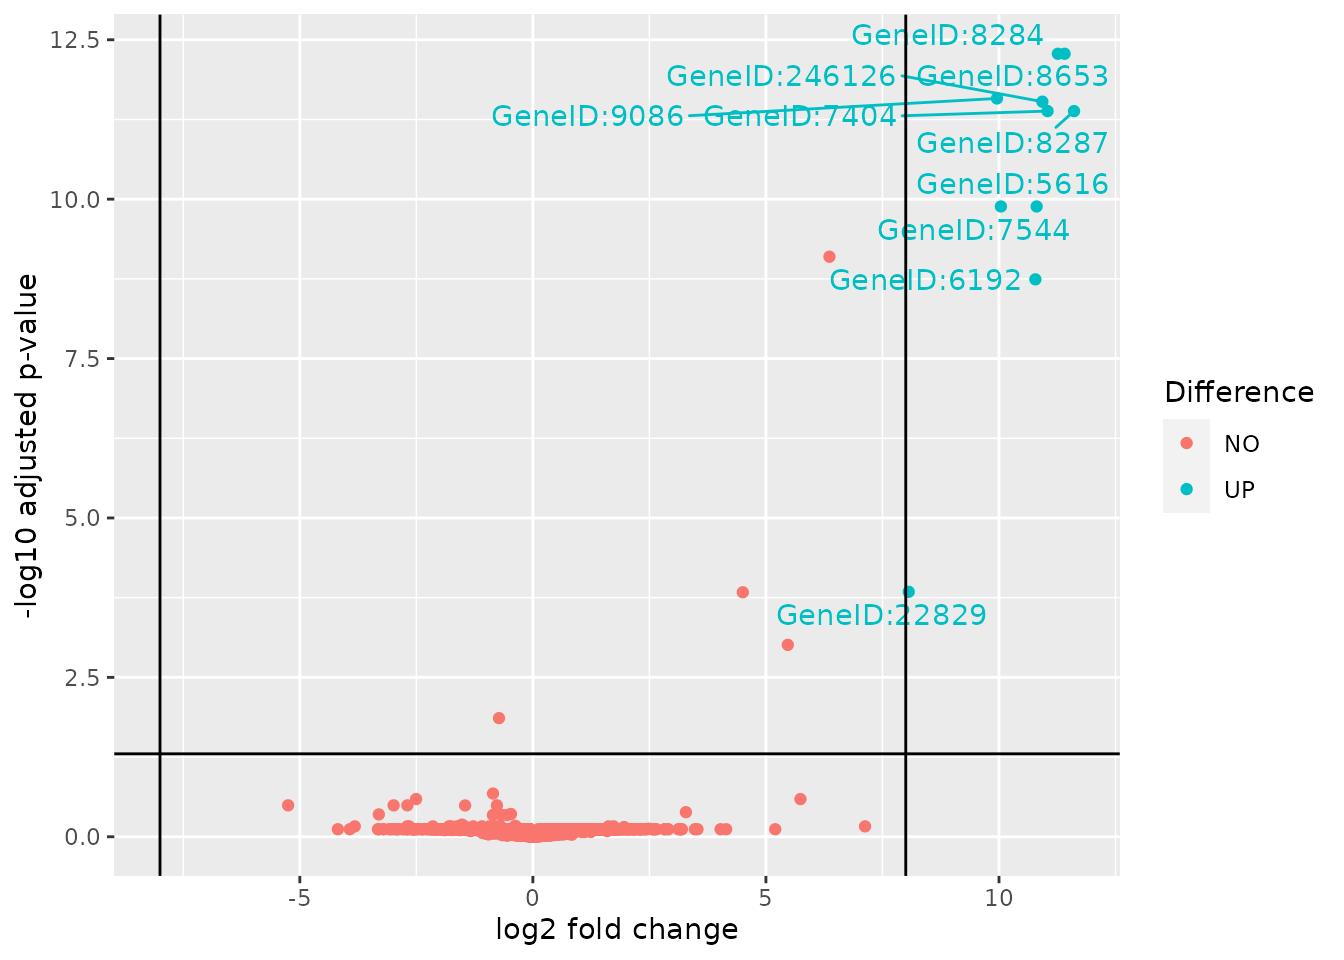 12.5
10.0
7.5
5.0
2.5
0.0
-log10 adjusted p-value
GeneID:8284
GeneID:246126
GeneID:8653
GeneID:9086
GeneID:7404
GeneID:8287
GeneID:5616
GeneID:7544
GeneID:6192
GeneID:22829
-5
0
5
10
log2 fold change
Difference
NO
UP